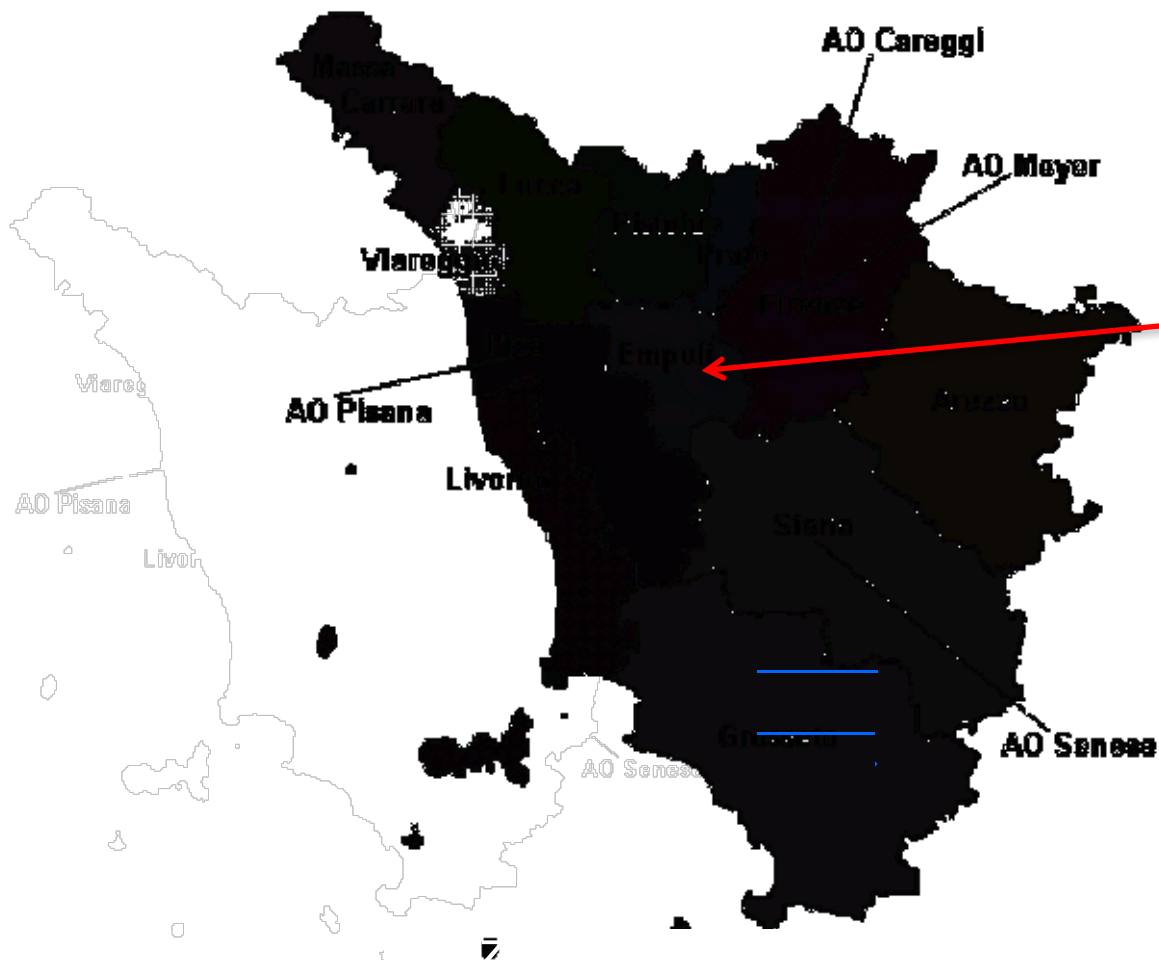 AO Careggi
Massa
Carrara
AO Meyer
Lucca
Pistoia
Prato
Viareggio
Firenze
Pisa
Empoli
Viareg
Arezzo
AO Pisana
Livorno
AO Pisana
Siena
Livor
Grosseto
AO Senese
AO Senese